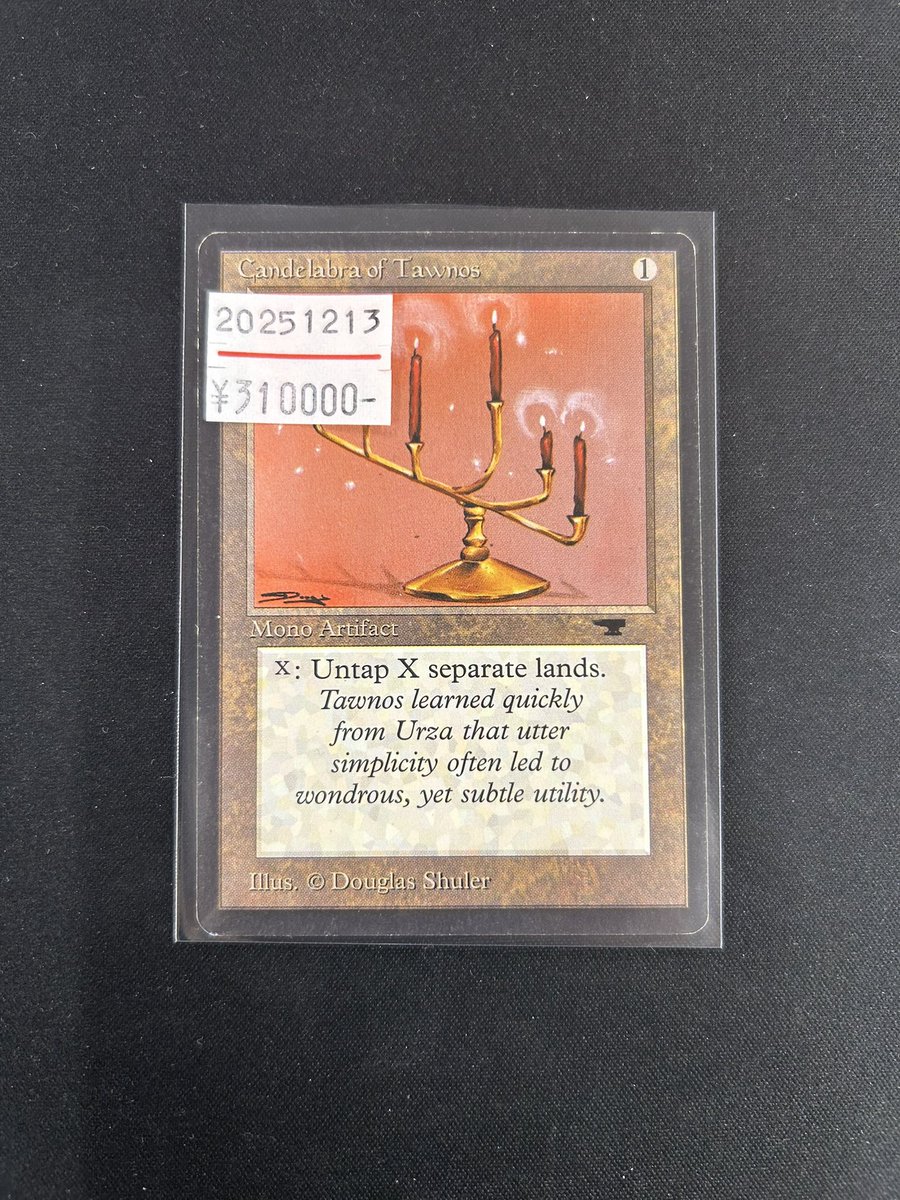 Candelabra of Tawnos
1
20251213
¥310000-
Mono Artifact
X: Untap X separate lands.
Tawnos learned quickly
from Urza that utter
simplicity often led to
wondrous, yet subtle utility.
Illus. © Douglas Shuler